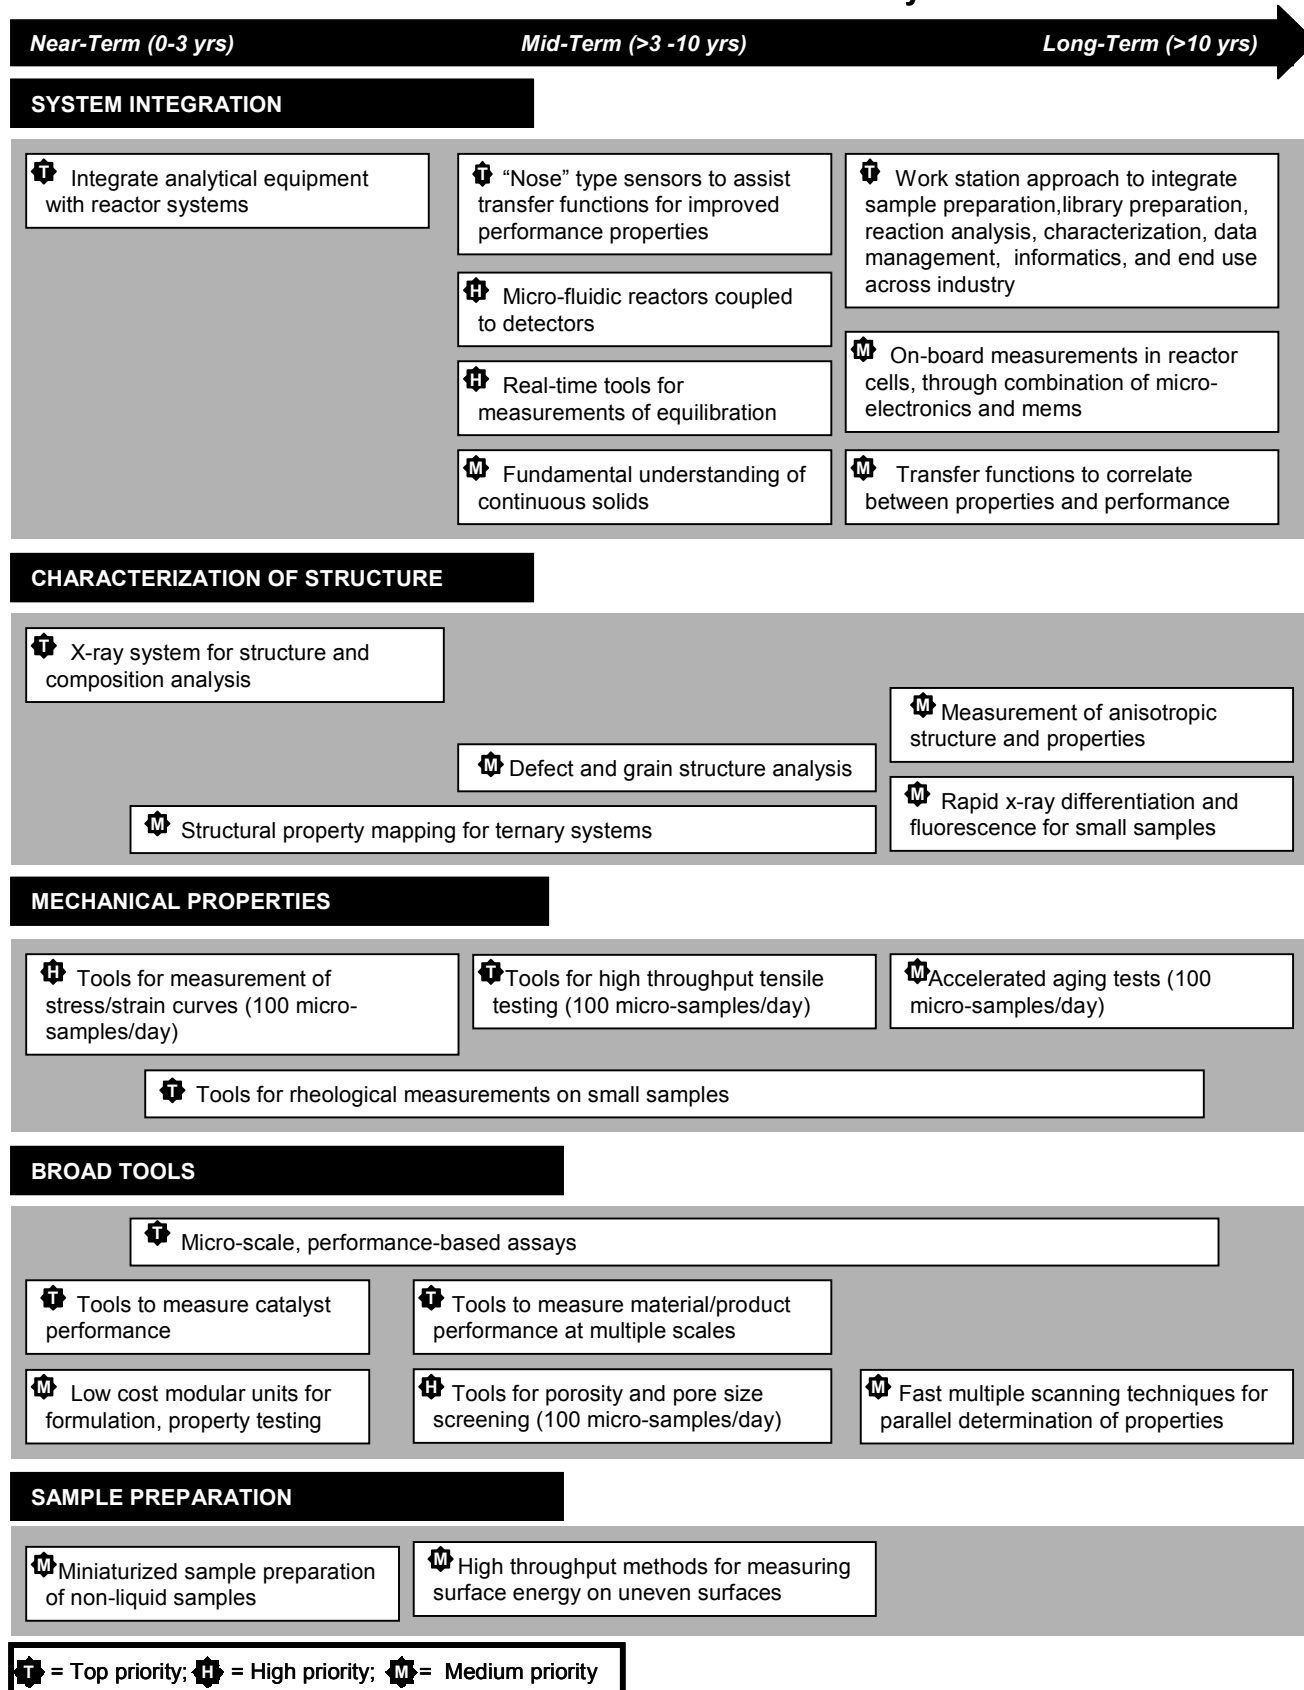 Near-Term (0-3 yrs) Mid-Term (>3 -10 yrs) Long-Term (>10 yrs)
SYSTEM INTEGRATION
T Integrate analytical equipment
with reactor systems
T “Nose” type sensors to assist
transfer functions for improved
performance properties
H Micro-fluidic reactors coupled
to detectors
H Real-time tools for
measurements of equilibration
M Fundamental understanding of
continuous solids
T Work station approach to integrate
sample preparation,library preparation,
reaction analysis, characterization, data
management, informatics, and end use
across industry
M On-board measurements in reactor
cells, through combination of micro-
electronics and mems
M Transfer functions to correlate
between properties and performance
CHARACTERIZATION OF STRUCTURE
T X-ray system for structure and
composition analysis
M Defect and grain structure analysis
M Structural property mapping for ternary systems
M Measurement of anisotropic
structure and properties
M Rapid x-ray differentiation and
fluorescence for small samples
MECHANICAL PROPERTIES
H Tools for measurement of
stress/strain curves (100 micro-
samples/day)
T Tools for high throughput tensile
testing (100 micro-samples/day)
M Accelerated aging tests (100
micro-samples/day)
T Tools for rheological measurements on small samples
BROAD TOOLS
T Micro-scale, performance-based assays
T Tools to measure catalyst
performance
T Tools to measure material/product
performance at multiple scales
M Low cost modular units for
formulation, property testing
H Tools for porosity and pore size
screening (100 micro-samples/day)
M Fast multiple scanning techniques for
parallel determination of properties
SAMPLE PREPARATION
M Miniaturized sample preparation
of non-liquid samples
M High throughput methods for measuring
surface energy on uneven surfaces
T = Top priority; H = High priority; M = Medium priority